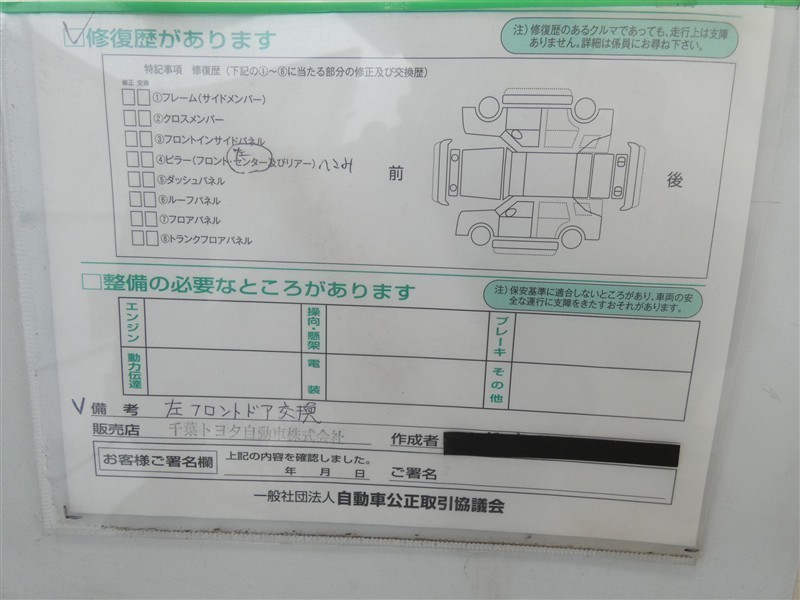 修復歴があります
注）修復歴のあるクルマであっても、走行上は支障
ありません。詳細は係員にお尋ね下さい。
特記事項 修復歴（下記の①～⑧に当たる部分の修正及び交換歴）
修正 交換
①フレーム（サイドメンバー）
②クロスメンバー
③フロントインサイドパネル
左
④ピラー（フロント・センター及びリアー）へこみ
⑤ダッシュパネル
⑥ルーフパネル
⑦フロアパネル
⑧トランクフロアパネル
前
後
整備の必要なところがあります
注）保安基準に適合しないところがあり、車両の安
全な運行に支障をきたすおそれがあります。
エンジン
操向・懸架
ブレーキ
動力伝達
電装
その他
備考 左フロントドア交換
販売店 千葉トヨタ自動車株式会社 作成者
お客様ご署名欄 上記の内容を確認しました。
年 月 日 ご署名
一般社団法人 自動車公正取引協議会